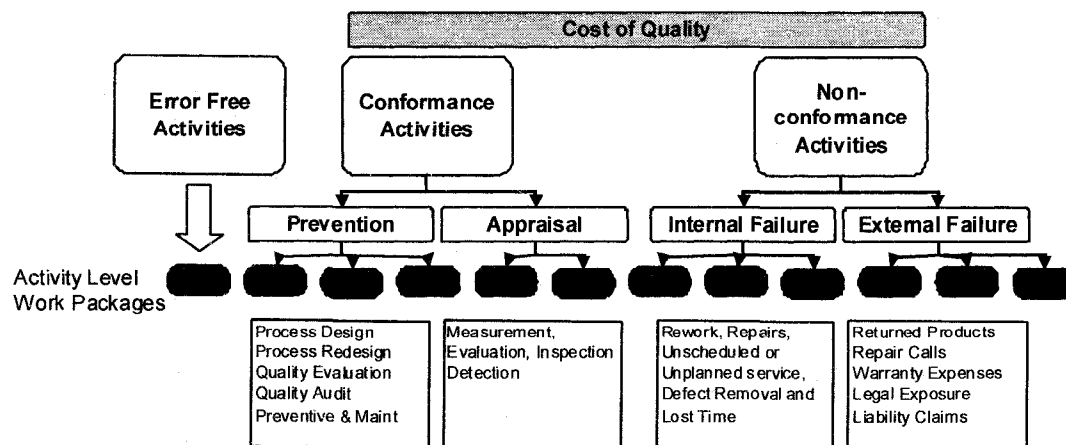 Cost of Quality
Error Free
Activities
Conformance
Activities
Non-
conformance
Activities
Prevention
Appraisal
Internal Failure
External Failure
Activity Level
Work Packages
Process Design
Process Redesign
Quality Evaluation
Quality Audit
Preventive & Maint
Measurement,
Evaluation, Inspection
Detection
Rework, Repairs,
Unscheduled or
Unplanned service,
Defect Removal and
Lost Time
Returned Products
Repair Calls
Warranty Expenses
Legal Exposure
Liability Claims